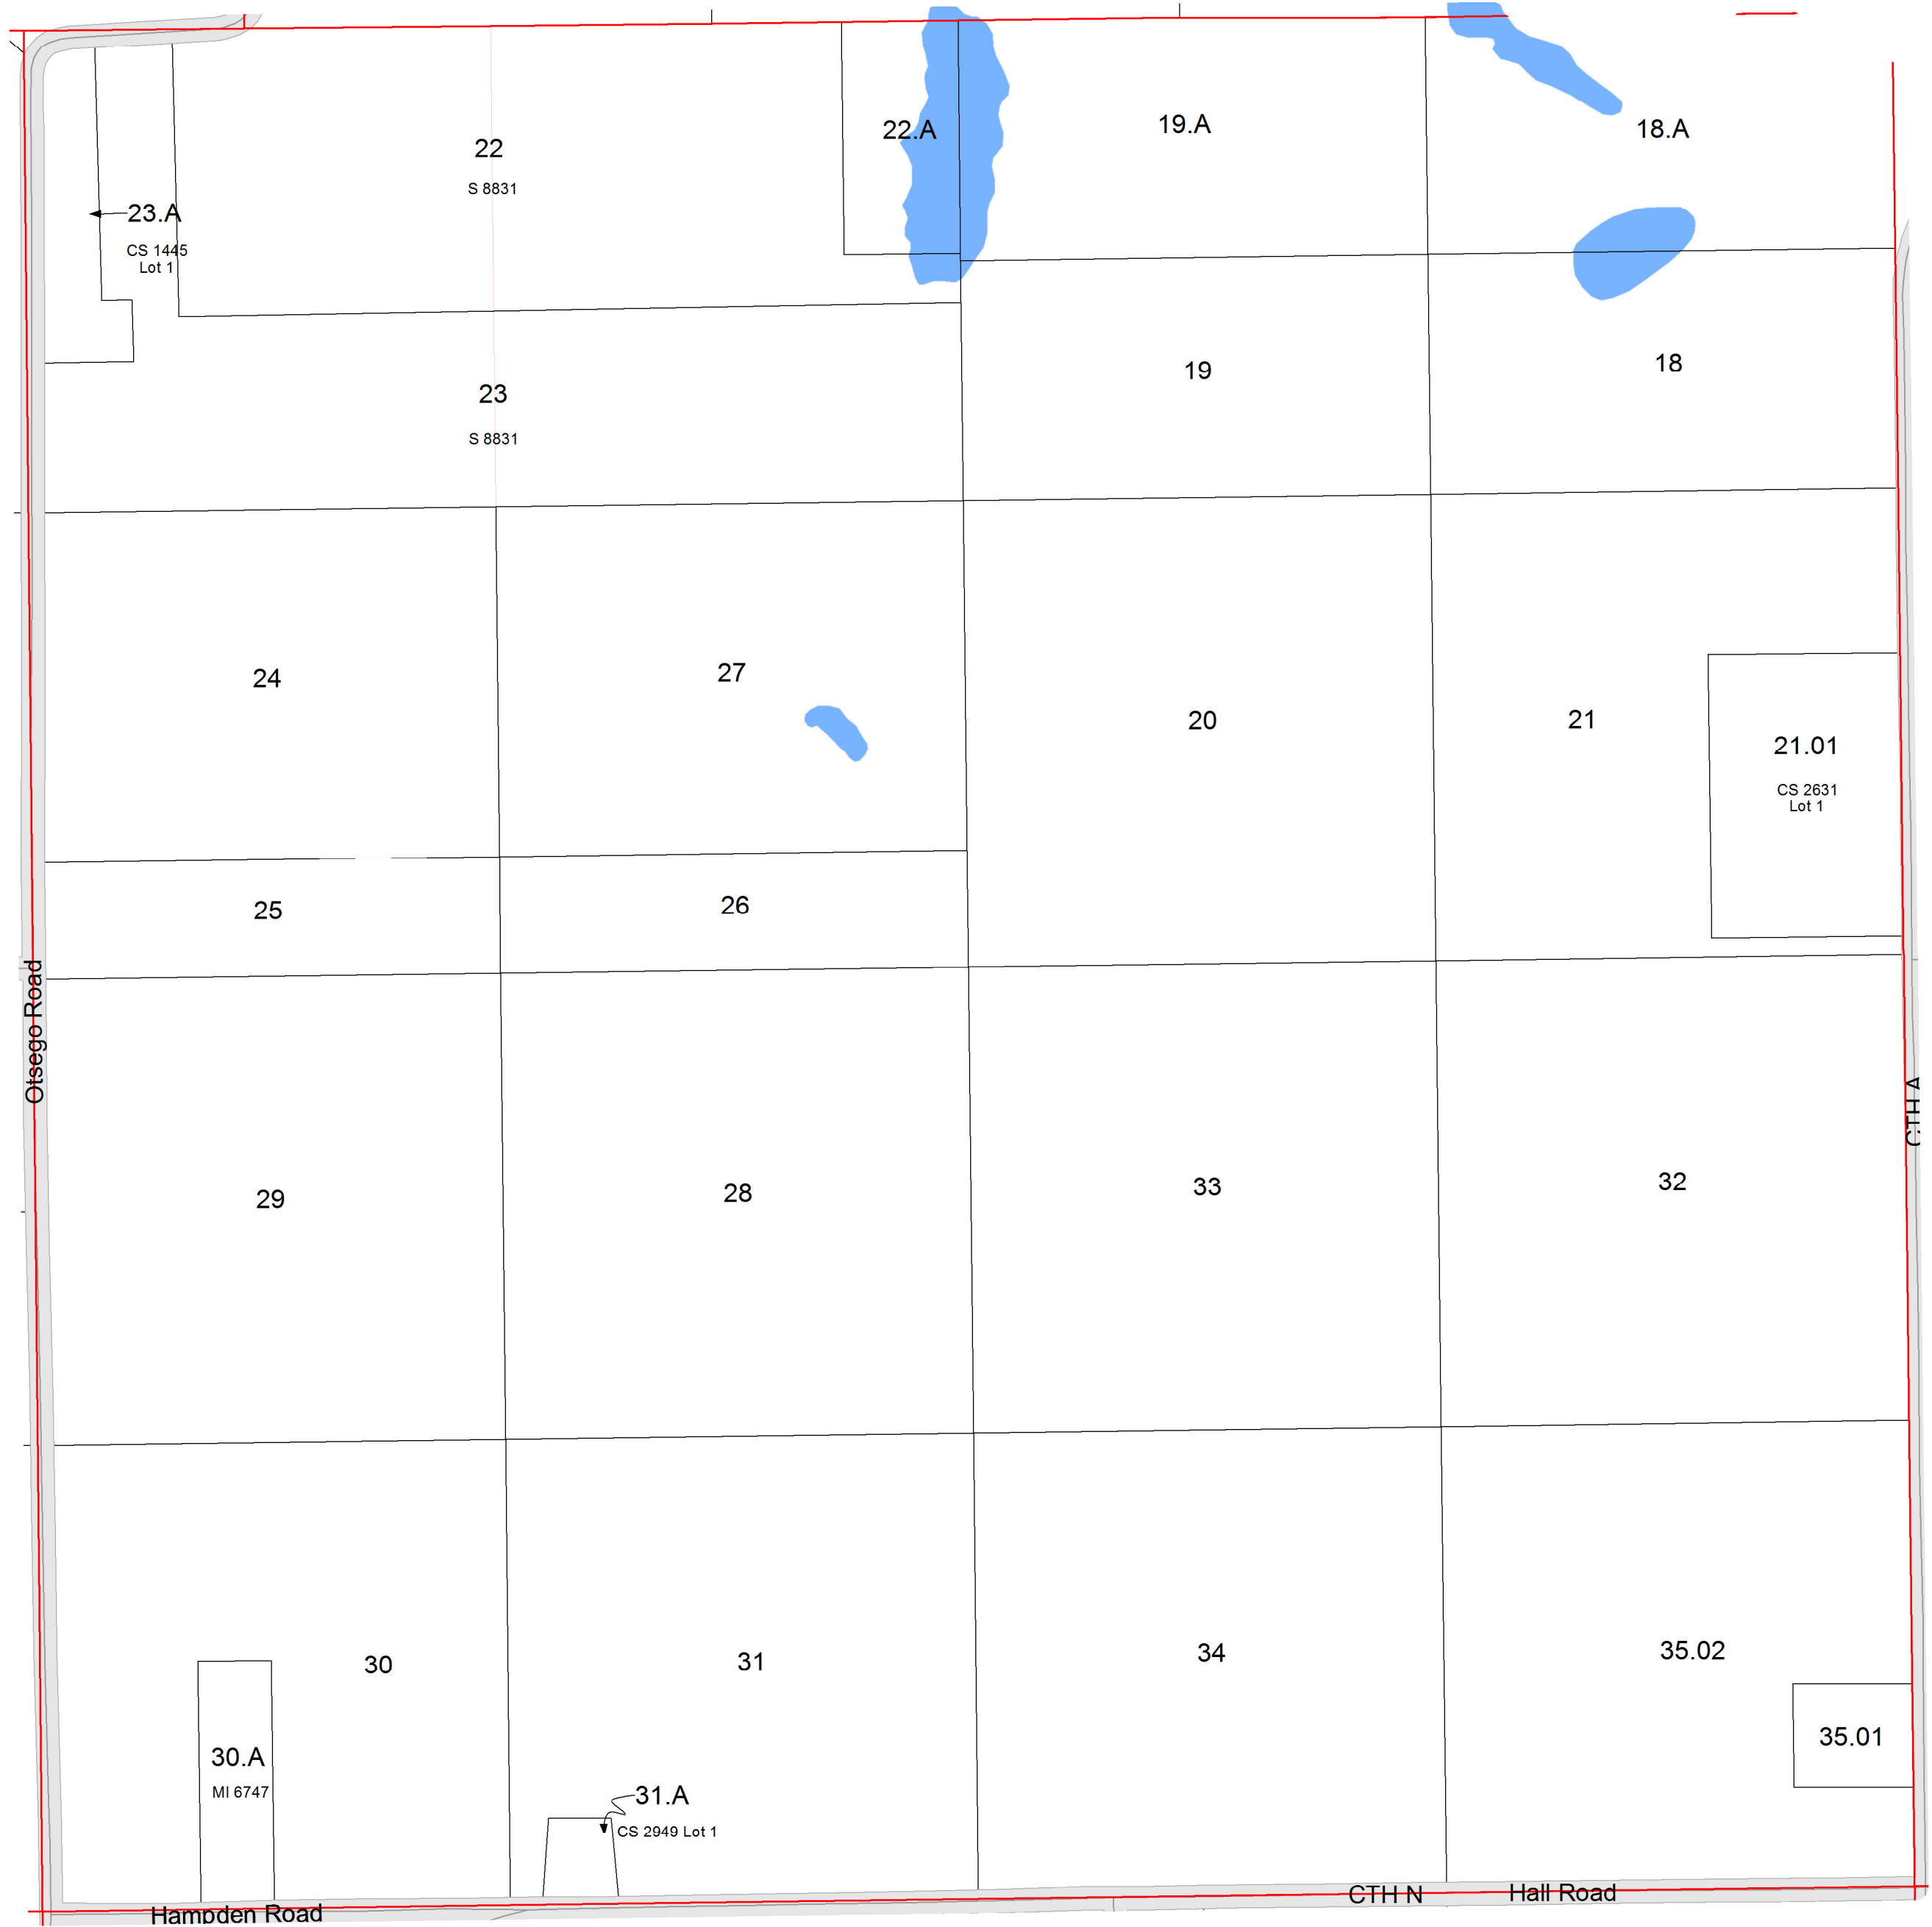 22
S 8831
22.A
19.A
18.A
23.A
CS 1445
Lot 1
23
S 8831
19
18
24
27
20
21
21.01
CS 2631
Lot 1
25
26
Otsego Road
CTH A
29
28
33
32
30
31
34
35.02
30.A
MI 6747
31.A
CS 2949 Lot 1
35.01
Hampden Road
CTH N
Hall Road